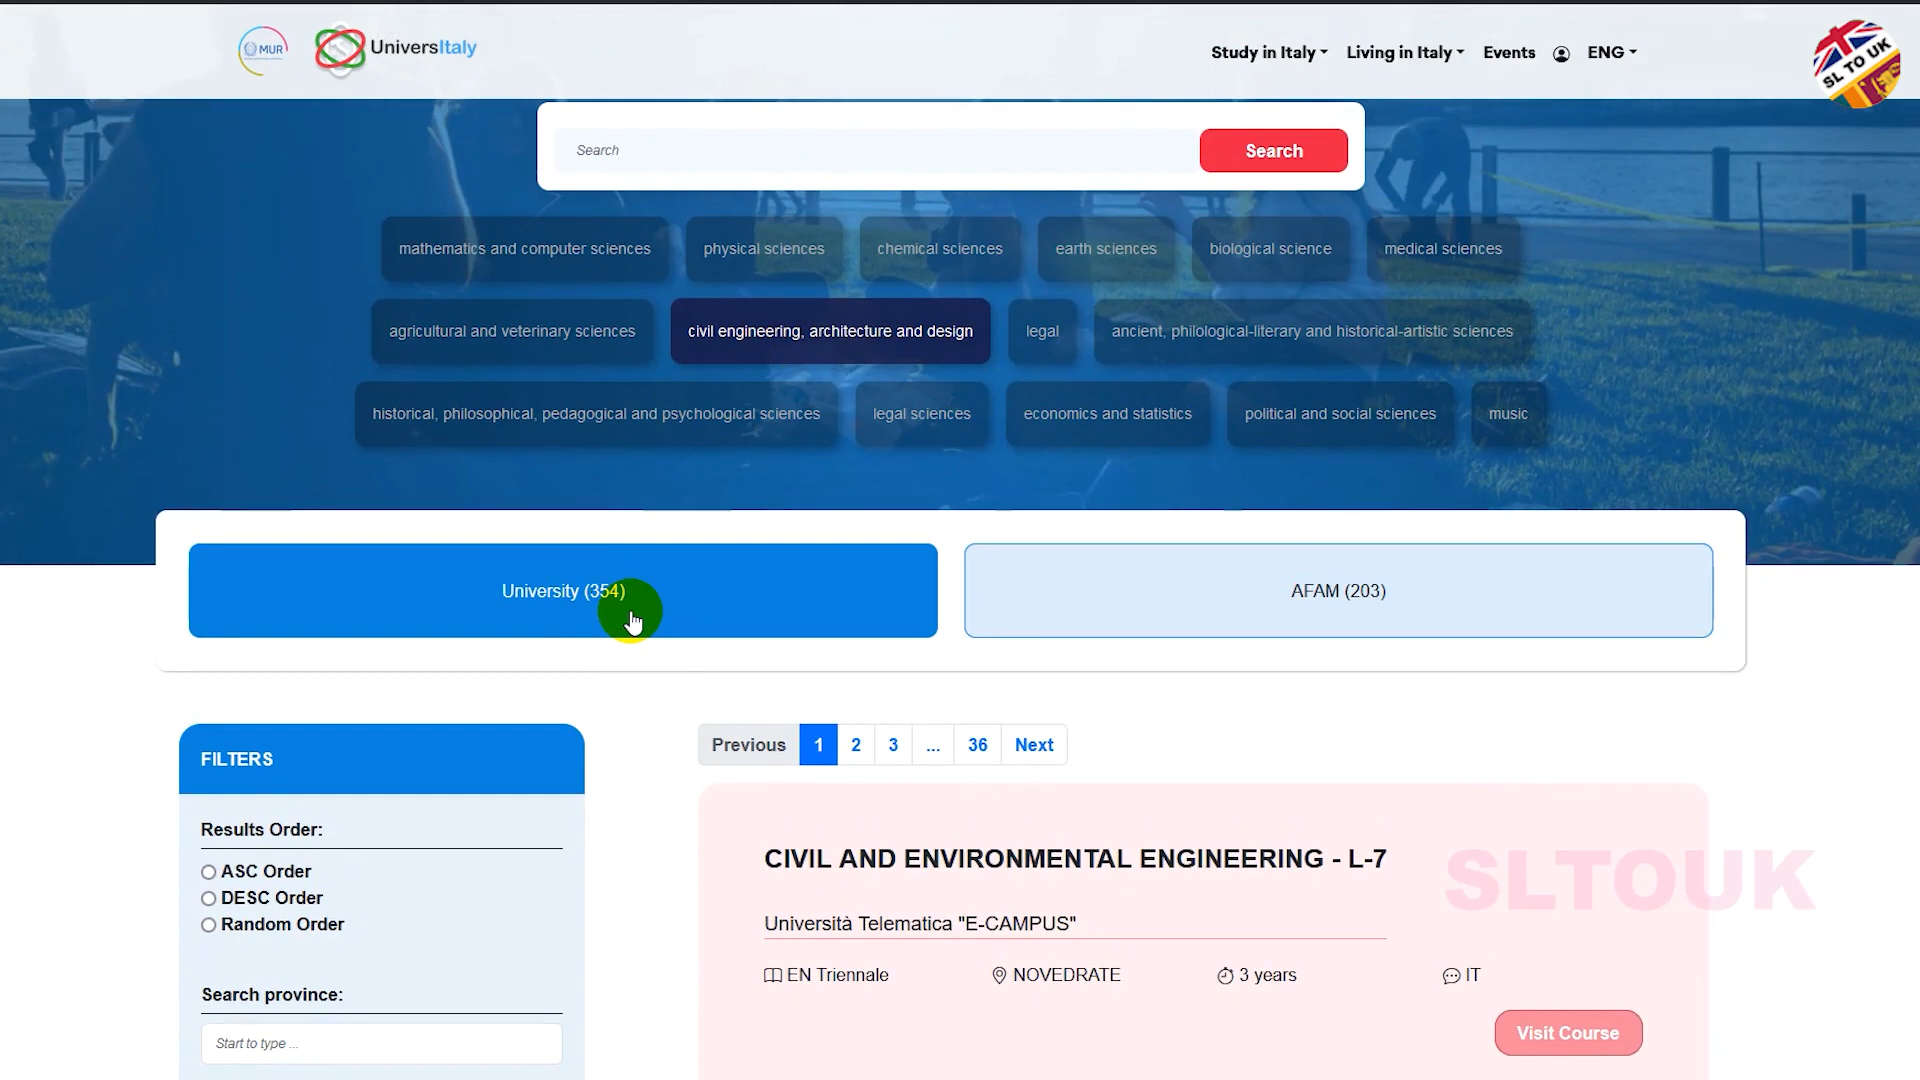 MUR
UniversItaly
Study in Italy
Living in Italy
Events
ENG
SL TO UK
Search
Search
mathematics and computer sciences
physical sciences
chemical sciences
earth sciences
biological science
medical sciences
agricultural and veterinary sciences
civil engineering, architecture and design
legal
ancient, philological-literary and historical-artistic sciences
historical, philosophical, pedagogical and psychological sciences
legal sciences
economics and statistics
political and social sciences
music
University (354)
AFAM (203)
Previous
1
2
3
...
36
Next
FILTERS
Results Order:
ASC Order
DESC Order
Random Order
Search province:
Start to type ...
CIVIL AND ENVIRONMENTAL ENGINEERING - L-7
SLTOUK
Università Telematica "E-CAMPUS"
EN Triennale
NOVEDRATE
3 years
IT
Visit Course